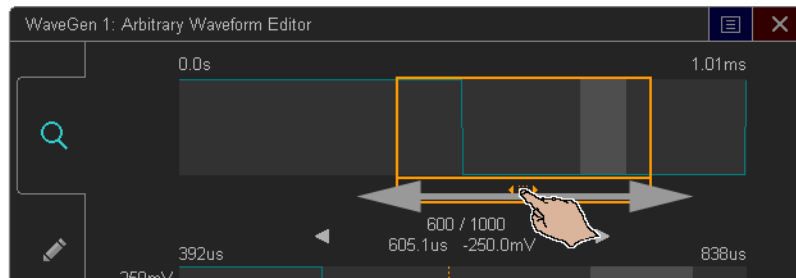 WaveGen 1: Arbitrary Waveform Editor
0.0s 1.01ms
600 / 1000
605.1us -250.0mV
392us 838us